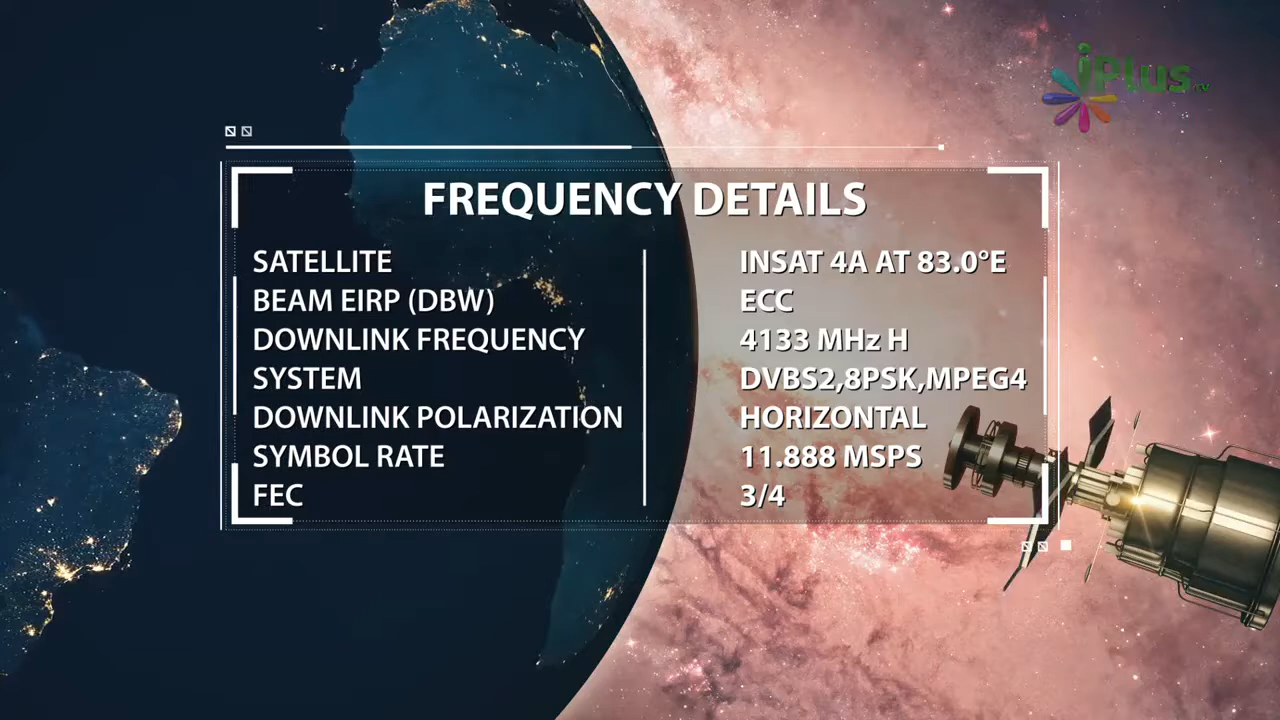 iPlus TV
FREQUENCY DETAILS
SATELLITE INSAT 4A AT 83.0°E
BEAM EIRP (DBW) ECC
DOWNLINK FREQUENCY 4133 MHz H
SYSTEM DVBS2,8PSK,MPEG4
DOWNLINK POLARIZATION HORIZONTAL
SYMBOL RATE 11.888 MSPS
FEC 3/4